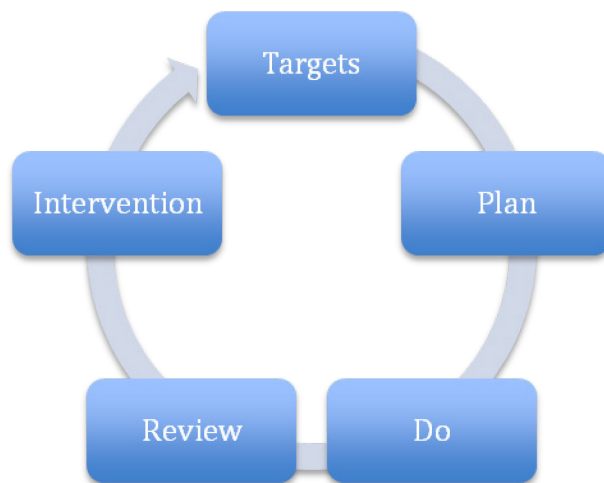 Targets
Plan
Do
Review
Intervention